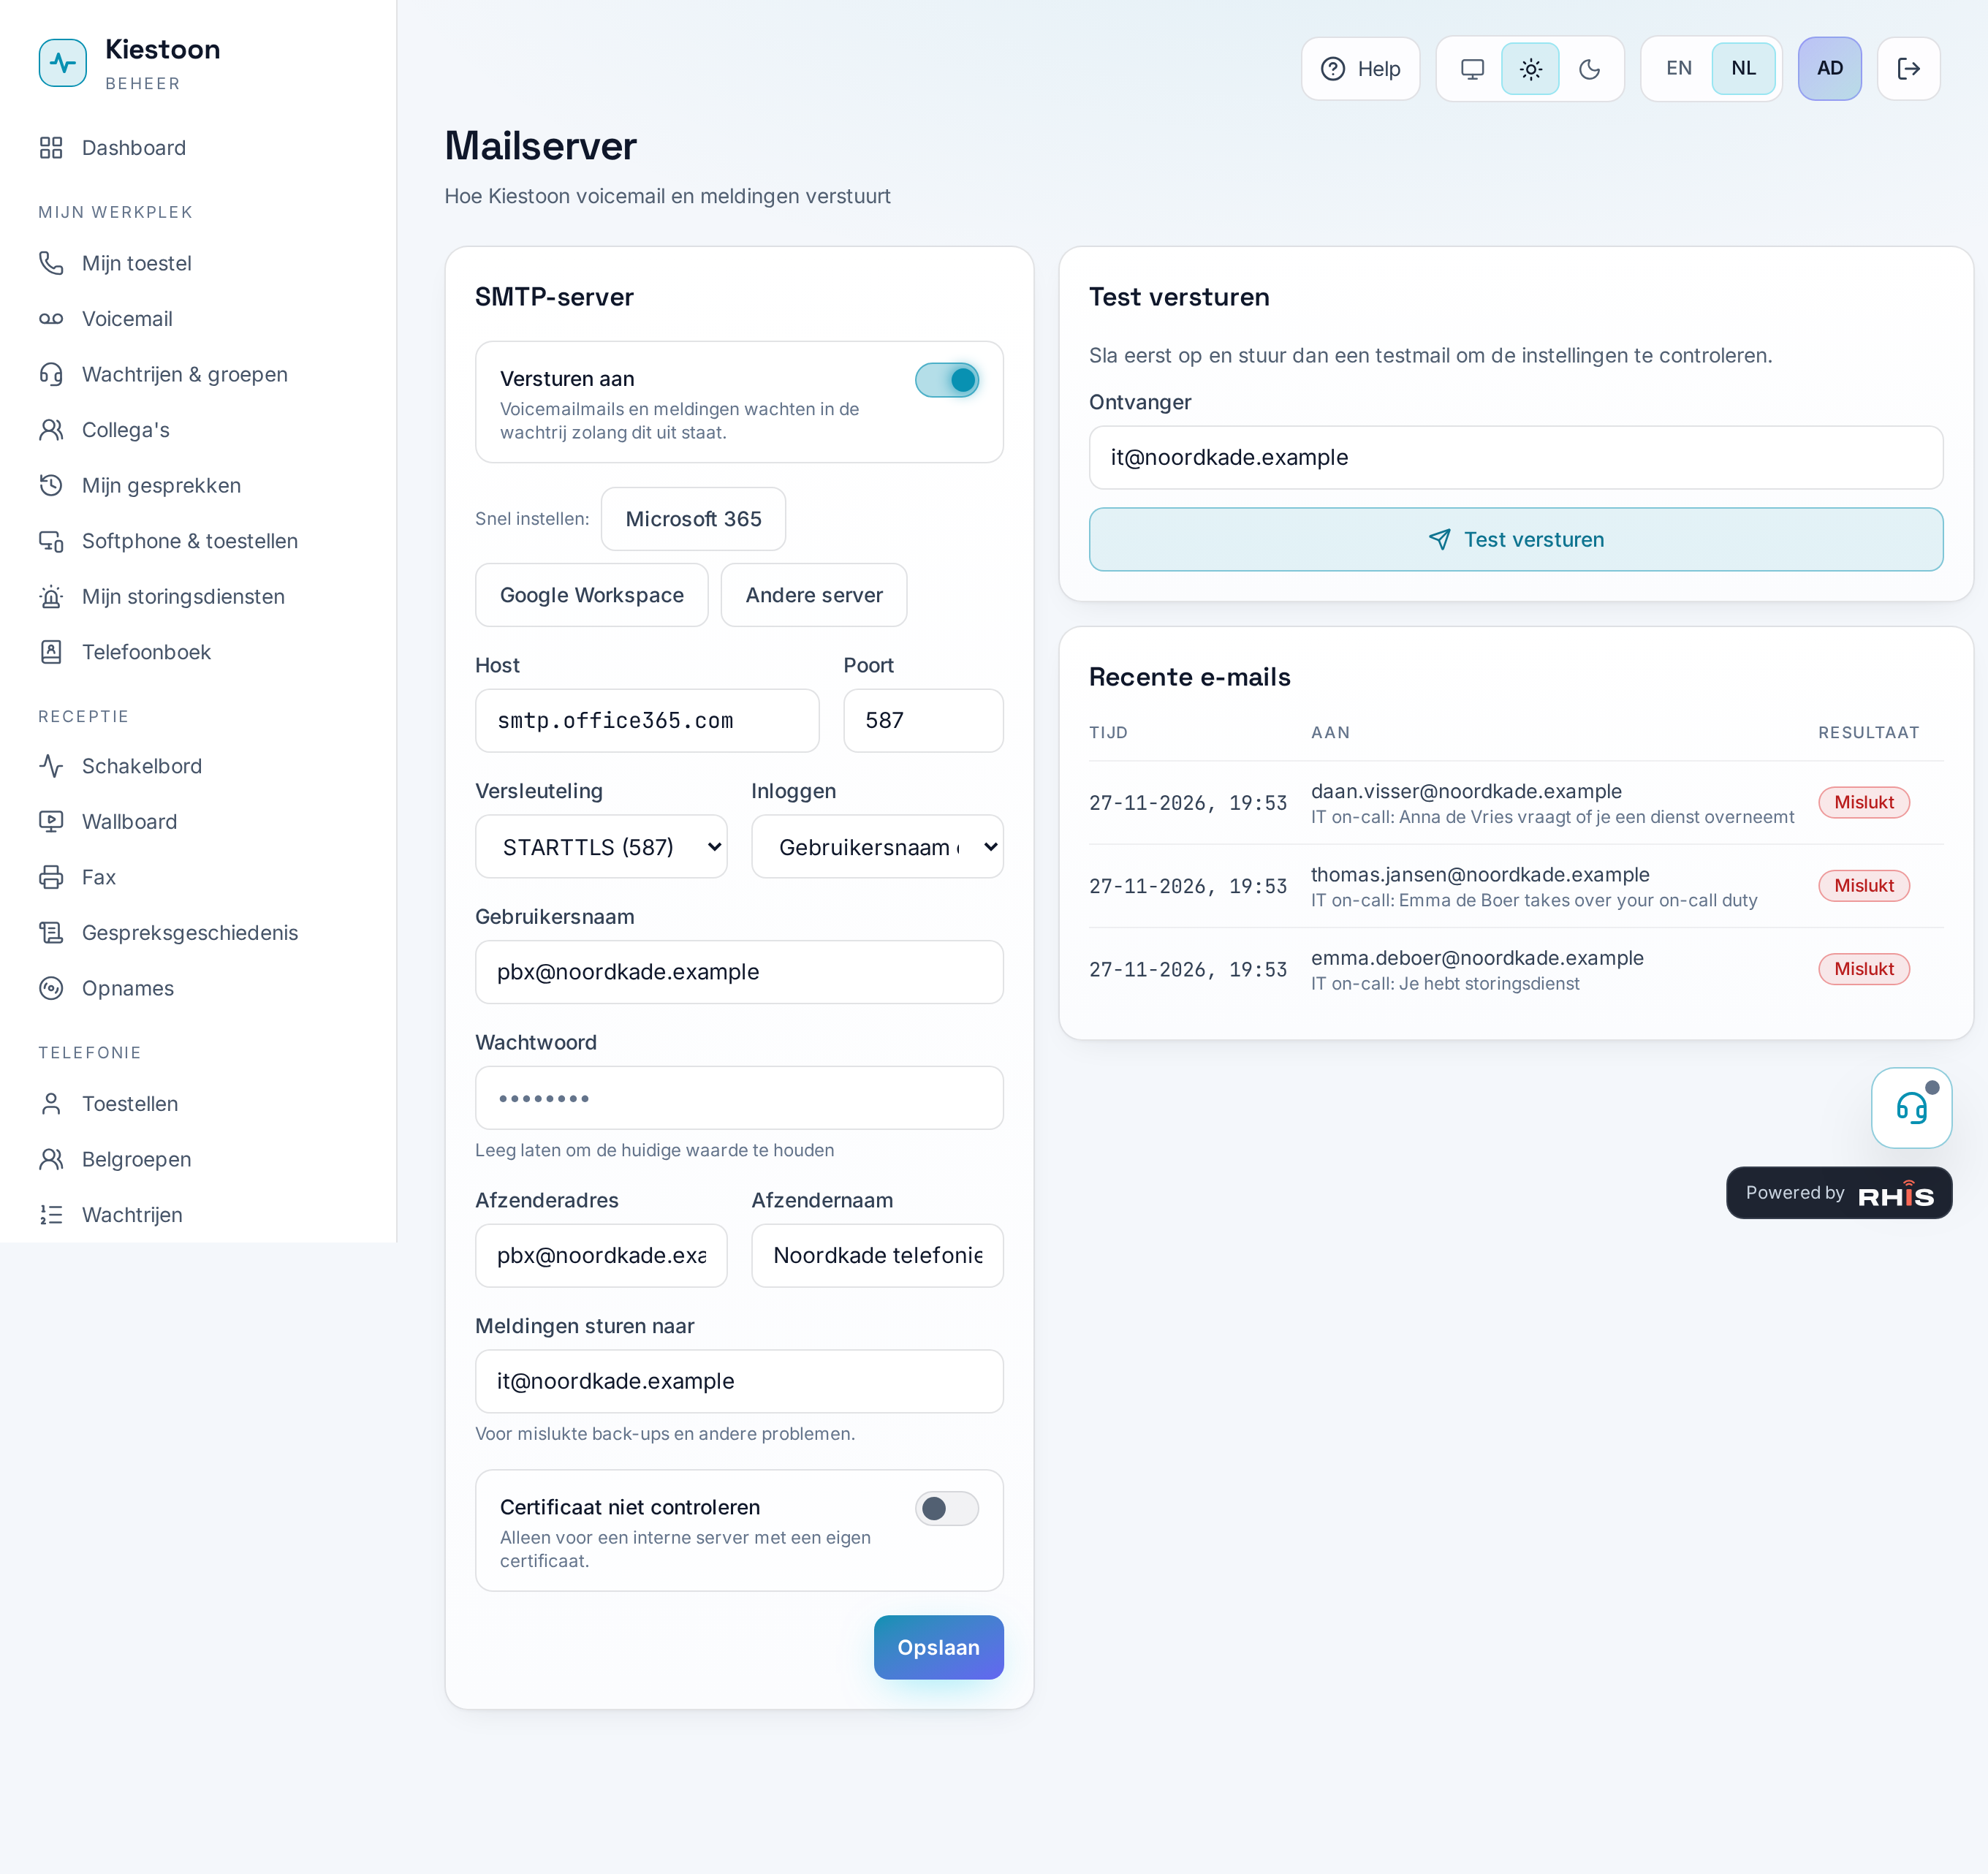 Kiestoon
BEHEER
Dashboard
MIJN WERKPLEK
Mijn toestel
Voicemail
Wachtrijen & groepen
Collega's
Mijn gesprekken
Softphone & toestellen
Mijn storingsdiensten
Telefoonboek
RECEPTIE
Schakelbord
Wallboard
Fax
Gespreksgeschiedenis
Opnames
TELEFONIE
Toestellen
Belgroepen
Wachtrijen
Help
EN NL
AD
Mailserver
Hoe Kiestoon voicemail en meldingen verstuurt
SMTP-server
Versturen aan
Voicemailmails en meldingen wachten in de
wachtrij zolang dit uit staat.
Snel instellen: Microsoft 365
Google Workspace Andere server
Host Poort
smtp.office365.com 587
Versleuteling Inloggen
STARTTLS (587) Gebruikersnaam
Gebruikersnaam
pbx@noordkade.example
Wachtwoord
••••••••
Leeg laten om de huidige waarde te houden
Afzenderadres Afzendernaam
pbx@noordkade.exa Noordkade telefonie
Meldingen sturen naar
it@noordkade.example
Voor mislukte back-ups en andere problemen.
Certificaat niet controleren
Alleen voor een interne server met een eigen
certificaat.
Opslaan
Test versturen
Sla eerst op en stuur dan een testmail om de instellingen te controleren.
Ontvanger
it@noordkade.example
Test versturen
Recente e-mails
TIJD AAN RESULTAAT
27-11-2026, 19:53 daan.visser@noordkade.example Mislukt
IT on-call: Anna de Vries vraagt of je een dienst overneemt
27-11-2026, 19:53 thomas.jansen@noordkade.example Mislukt
IT on-call: Emma de Boer takes over your on-call duty
27-11-2026, 19:53 emma.deboer@noordkade.example Mislukt
IT on-call: Je hebt storingsdienst
Powered by RHIS